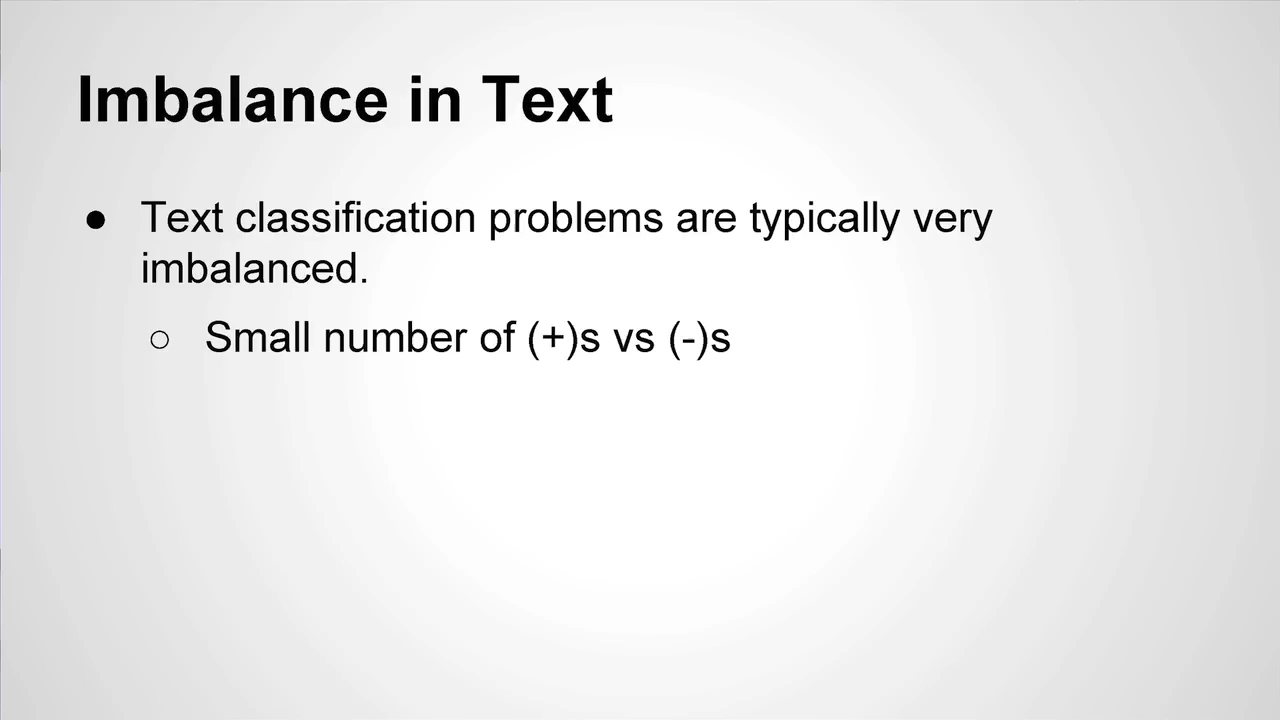 Imbalance in Text
● Text classification problems are typically very
imbalanced.
○ Small number of (+)s vs (-)s